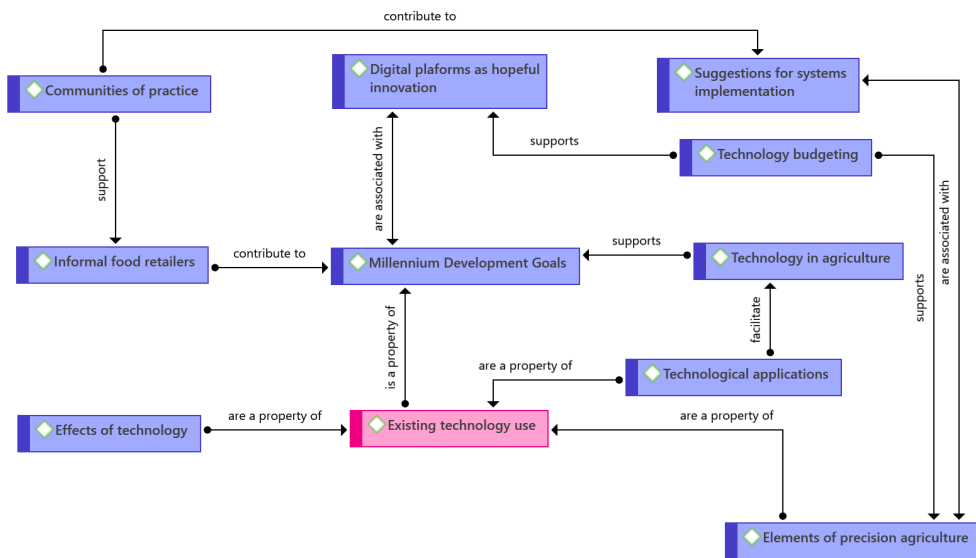 contribute to
Communities of practice
Digital plaforms as hopeful
innovation
Suggestions for systems
implementation
supports
Technology budgeting
support
are associated with
are associated with
Informal food retailers
contribute to
Millennium Development Goals
supports
Technology in agriculture
supports
is a property of
facilitate
are a property of
Technological applications
Effects of technology
are a property of
Existing technology use
are a property of
Elements of precision agriculture